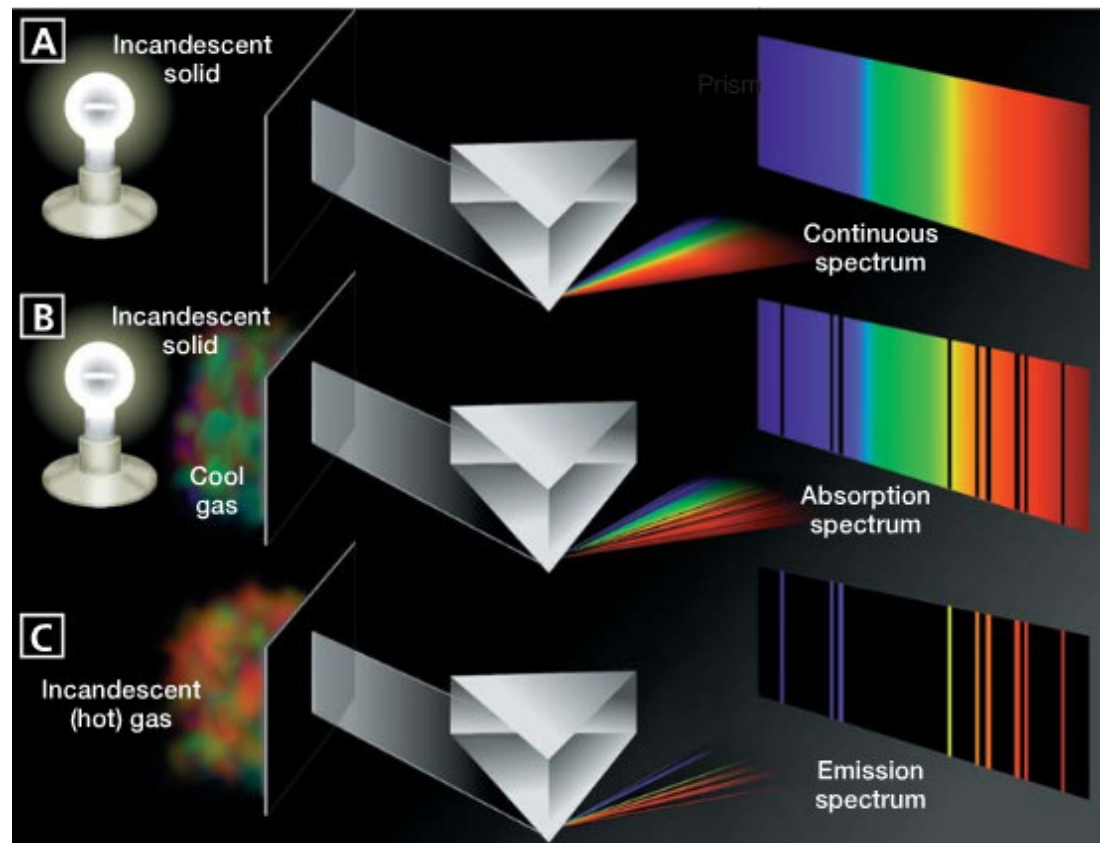 A
Incandescent
solid
Prism
Continuous
spectrum
B
Incandescent
solid
Cool
gas
Absorption
spectrum
C
Incandescent
(hot) gas
Emission
spectrum